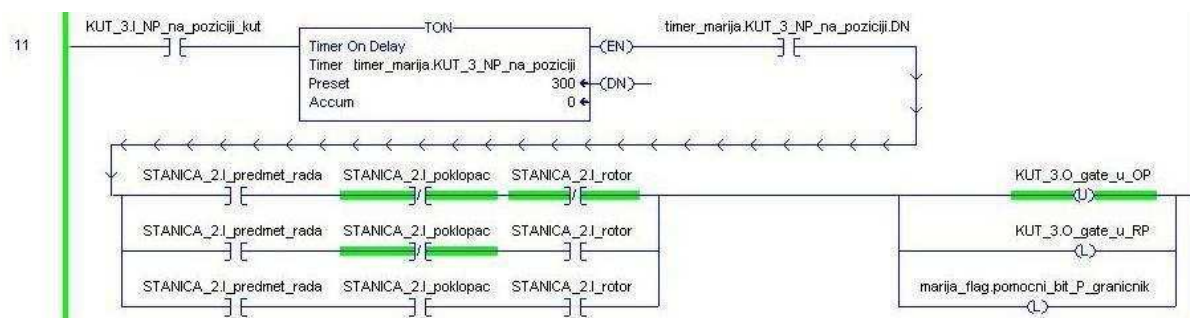 KUT_3.I_NP_na_poziciji_kut
TON
timer_marija.KUT_3_NP_na_poziciji.DN
11
Timer On Delay
EN
Timer timer_marija.KUT_3_NP_na_poziciji
Preset 300
DN
Accum 0
STANICA_2.I_predmet_rada STANICA_2.I_poklopac STANICA_2.I_rotor KUT_3.O_gate_u_OP
U
STANICA_2.I_predmet_rada STANICA_2.I_poklopac STANICA_2.I_rotor KUT_3.O_gate_u_RP
L
STANICA_2.I_predmet_rada STANICA_2.I_poklopac STANICA_2.I_rotor marija_flag.pomocni_bit_P_granicnik
L